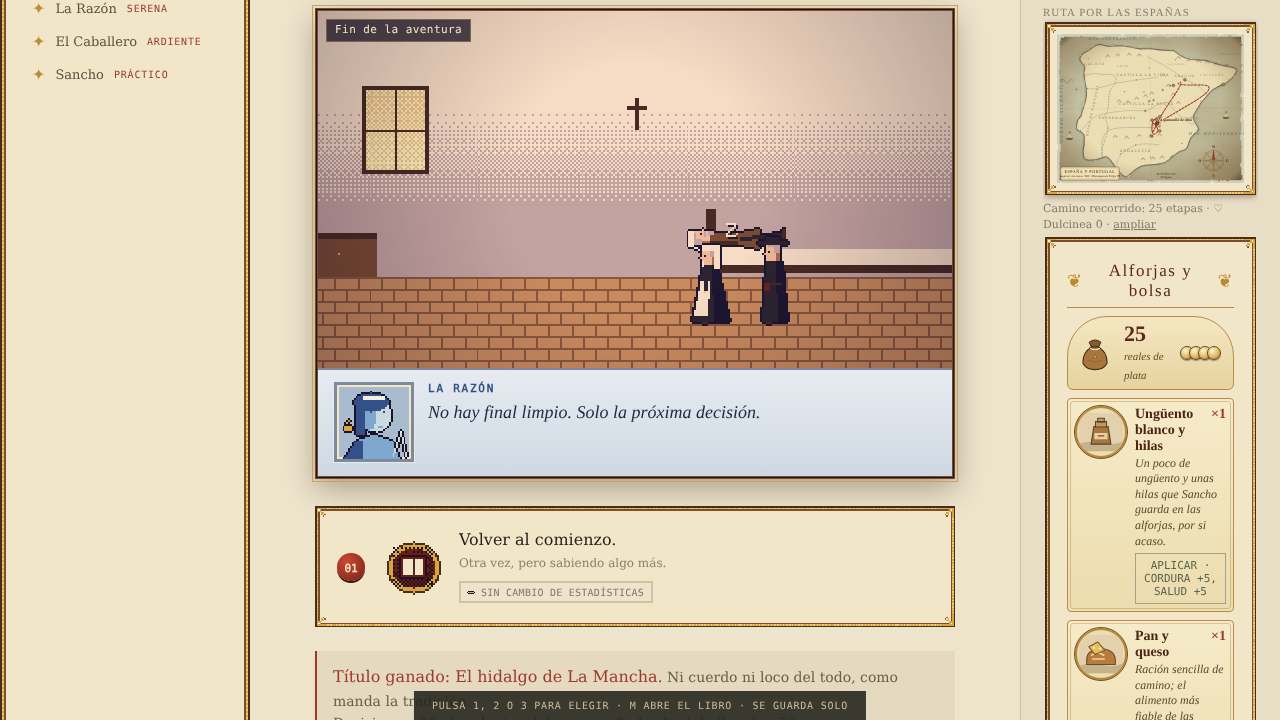 La Razón SERENA
El Caballero ARDIENTE
Sancho PRÁCTICO
Fin de la aventura
LA RAZÓN
No hay final limpio. Solo la próxima decisión.
01
Volver al comienzo.
Otra vez, pero sabiendo algo más.
SIN CAMBIO DE ESTADÍSTICAS
Título ganado: El hidalgo de La Mancha. Ni cuerdo ni loco del todo, como
manda la
PULSA 1, 2 O 3 PARA ELEGIR · M ABRE EL LIBRO · SE GUARDA SOLO
RUTA POR LAS ESPAÑAS
ESPAÑA Y PORTUGAL
Camino recorrido: 25 etapas · ♡
Dulcinea 0 · ampliar
Alforjas y
bolsa
25
reales de
plata
Ungüento ×1
blanco y
hilas
Un poco de
ungüento y unas
hilas que Sancho
guarda en las
alforjas, por si
acaso.
APLICAR ·
CORDURA +5,
SALUD +5
Pan y ×1
queso
Ración sencilla de
camino; el
alimento más
fiable de las